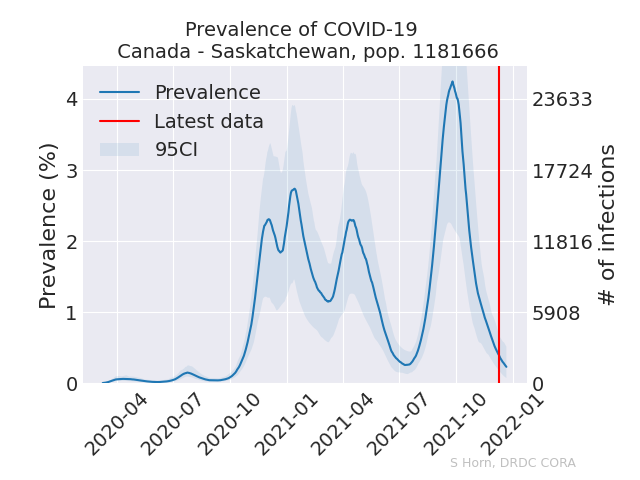 Prevalence of COVID-19
Canada - Saskatchewan, pop. 1181666
Prevalence
Latest data
95CI
Prevalence (%)
4
3
2
1
0
23633
17724
11816
5908
0
# of infections
2020-04
2020-07
2020-10
2021-01
2021-04
2021-07
2021-10
2022-01
S Horn, DRDC CORA